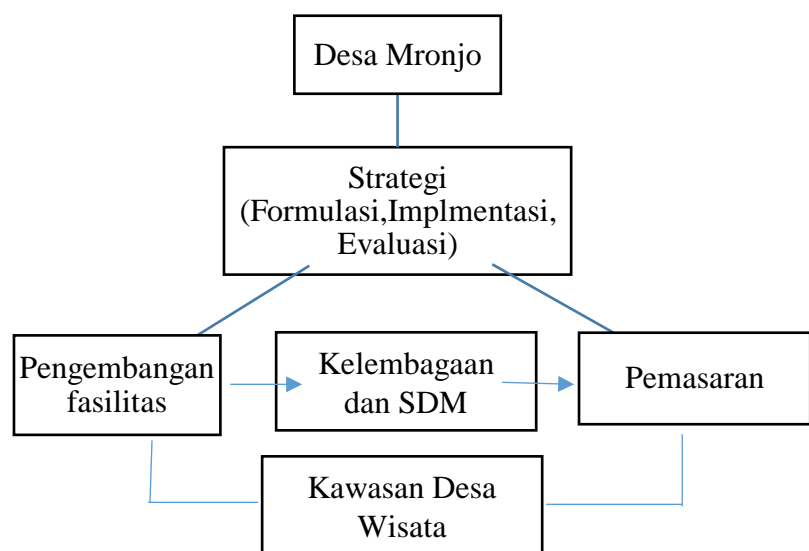 Desa Mronjo
Strategi
(Formulasi,Implmentasi,
Evaluasi)
Pengembangan
fasilitas
Kelembagaan
dan SDM
Pemasaran
Kawasan Desa
Wisata